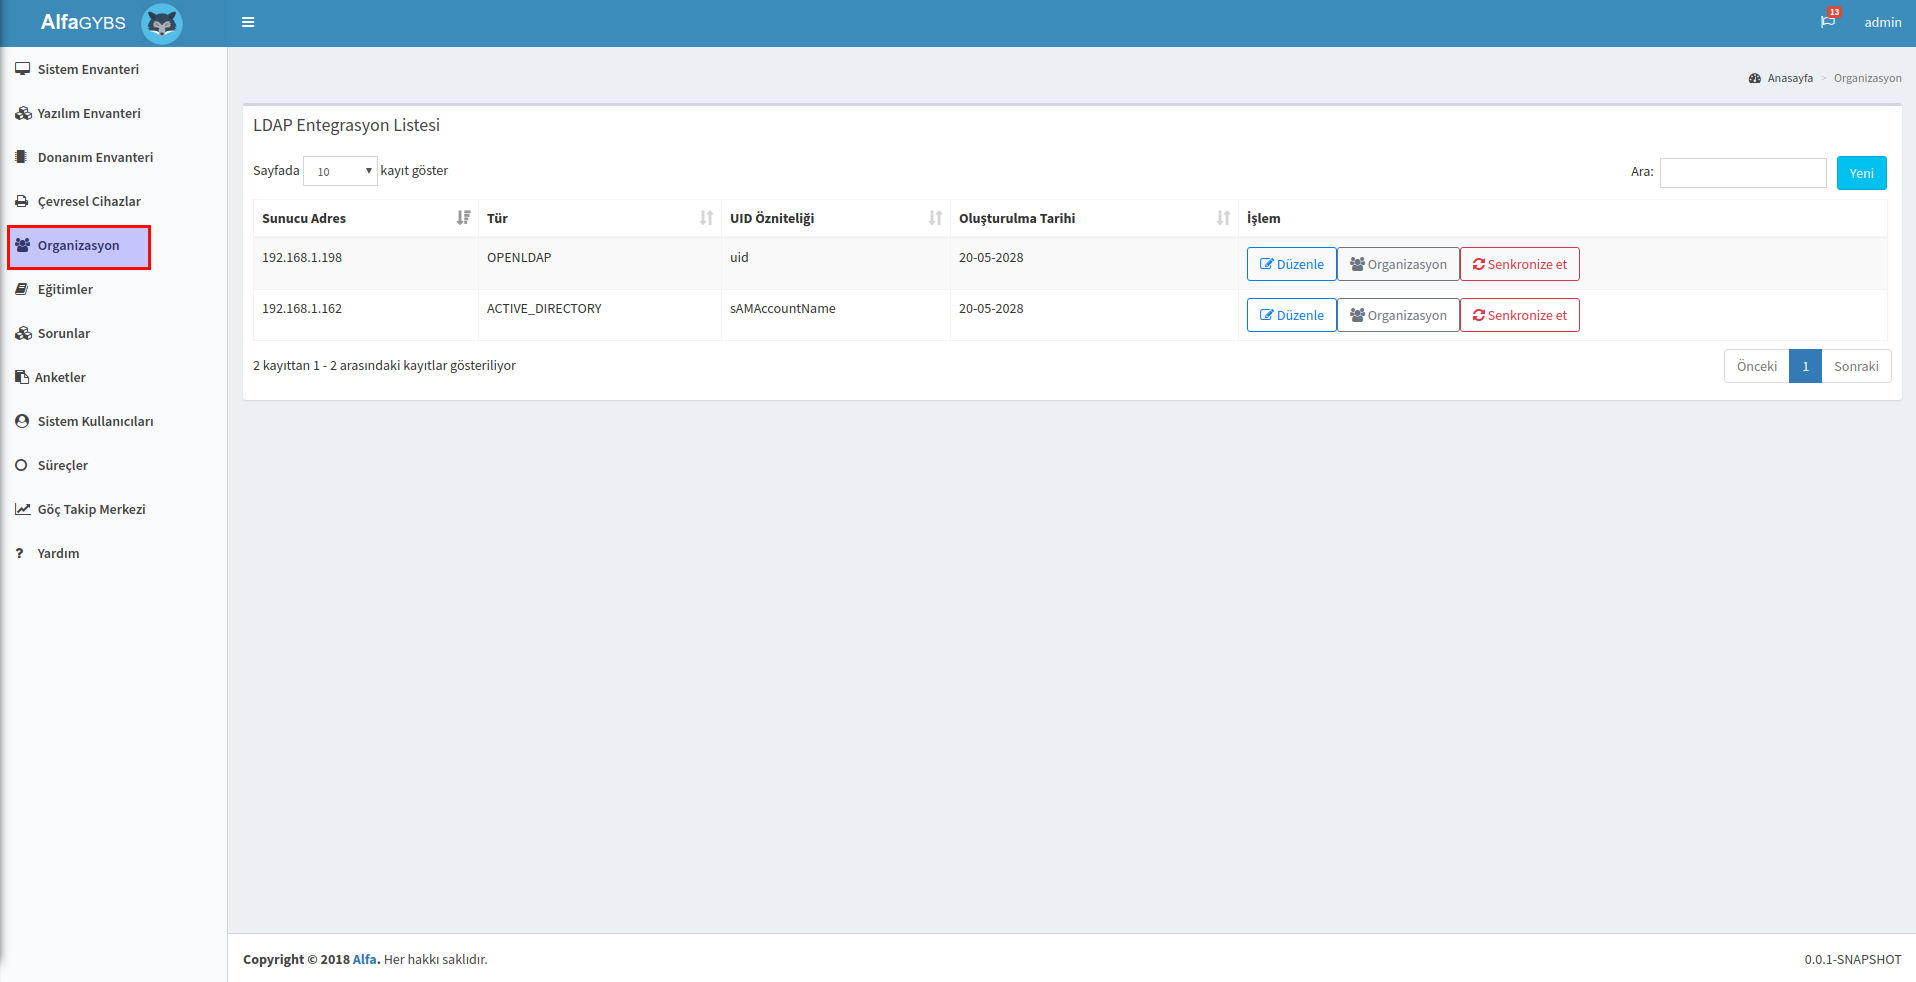 AlfaGYBS
13
admin
Sistem Envanteri
Yazılım Envanteri
Donanım Envanteri
Çevresel Cihazlar
Organizasyon
Eğitimler
Sorunlar
Anketler
Sistem Kullanıcıları
Süreçler
Göç Takip Merkezi
? Yardım
Anasayfa > Organizasyon
LDAP Entegrasyon Listesi
Sayfada 10 kayıt göster
Ara: Yeni
Sunucu Adres Tür UID Özniteliği Oluşturulma Tarihi İşlem
192.168.1.198 OPENLDAP uid 20-05-2028 Düzenle Organizasyon Senkronize et
192.168.1.162 ACTIVE_DIRECTORY sAMAccountName 20-05-2028 Düzenle Organizasyon Senkronize et
2 kayıttan 1 - 2 arasındaki kayıtlar gösteriliyor
Önceki 1 Sonraki
Copyright © 2018 Alfa. Her hakkı saklıdır.
0.0.1-SNAPSHOT